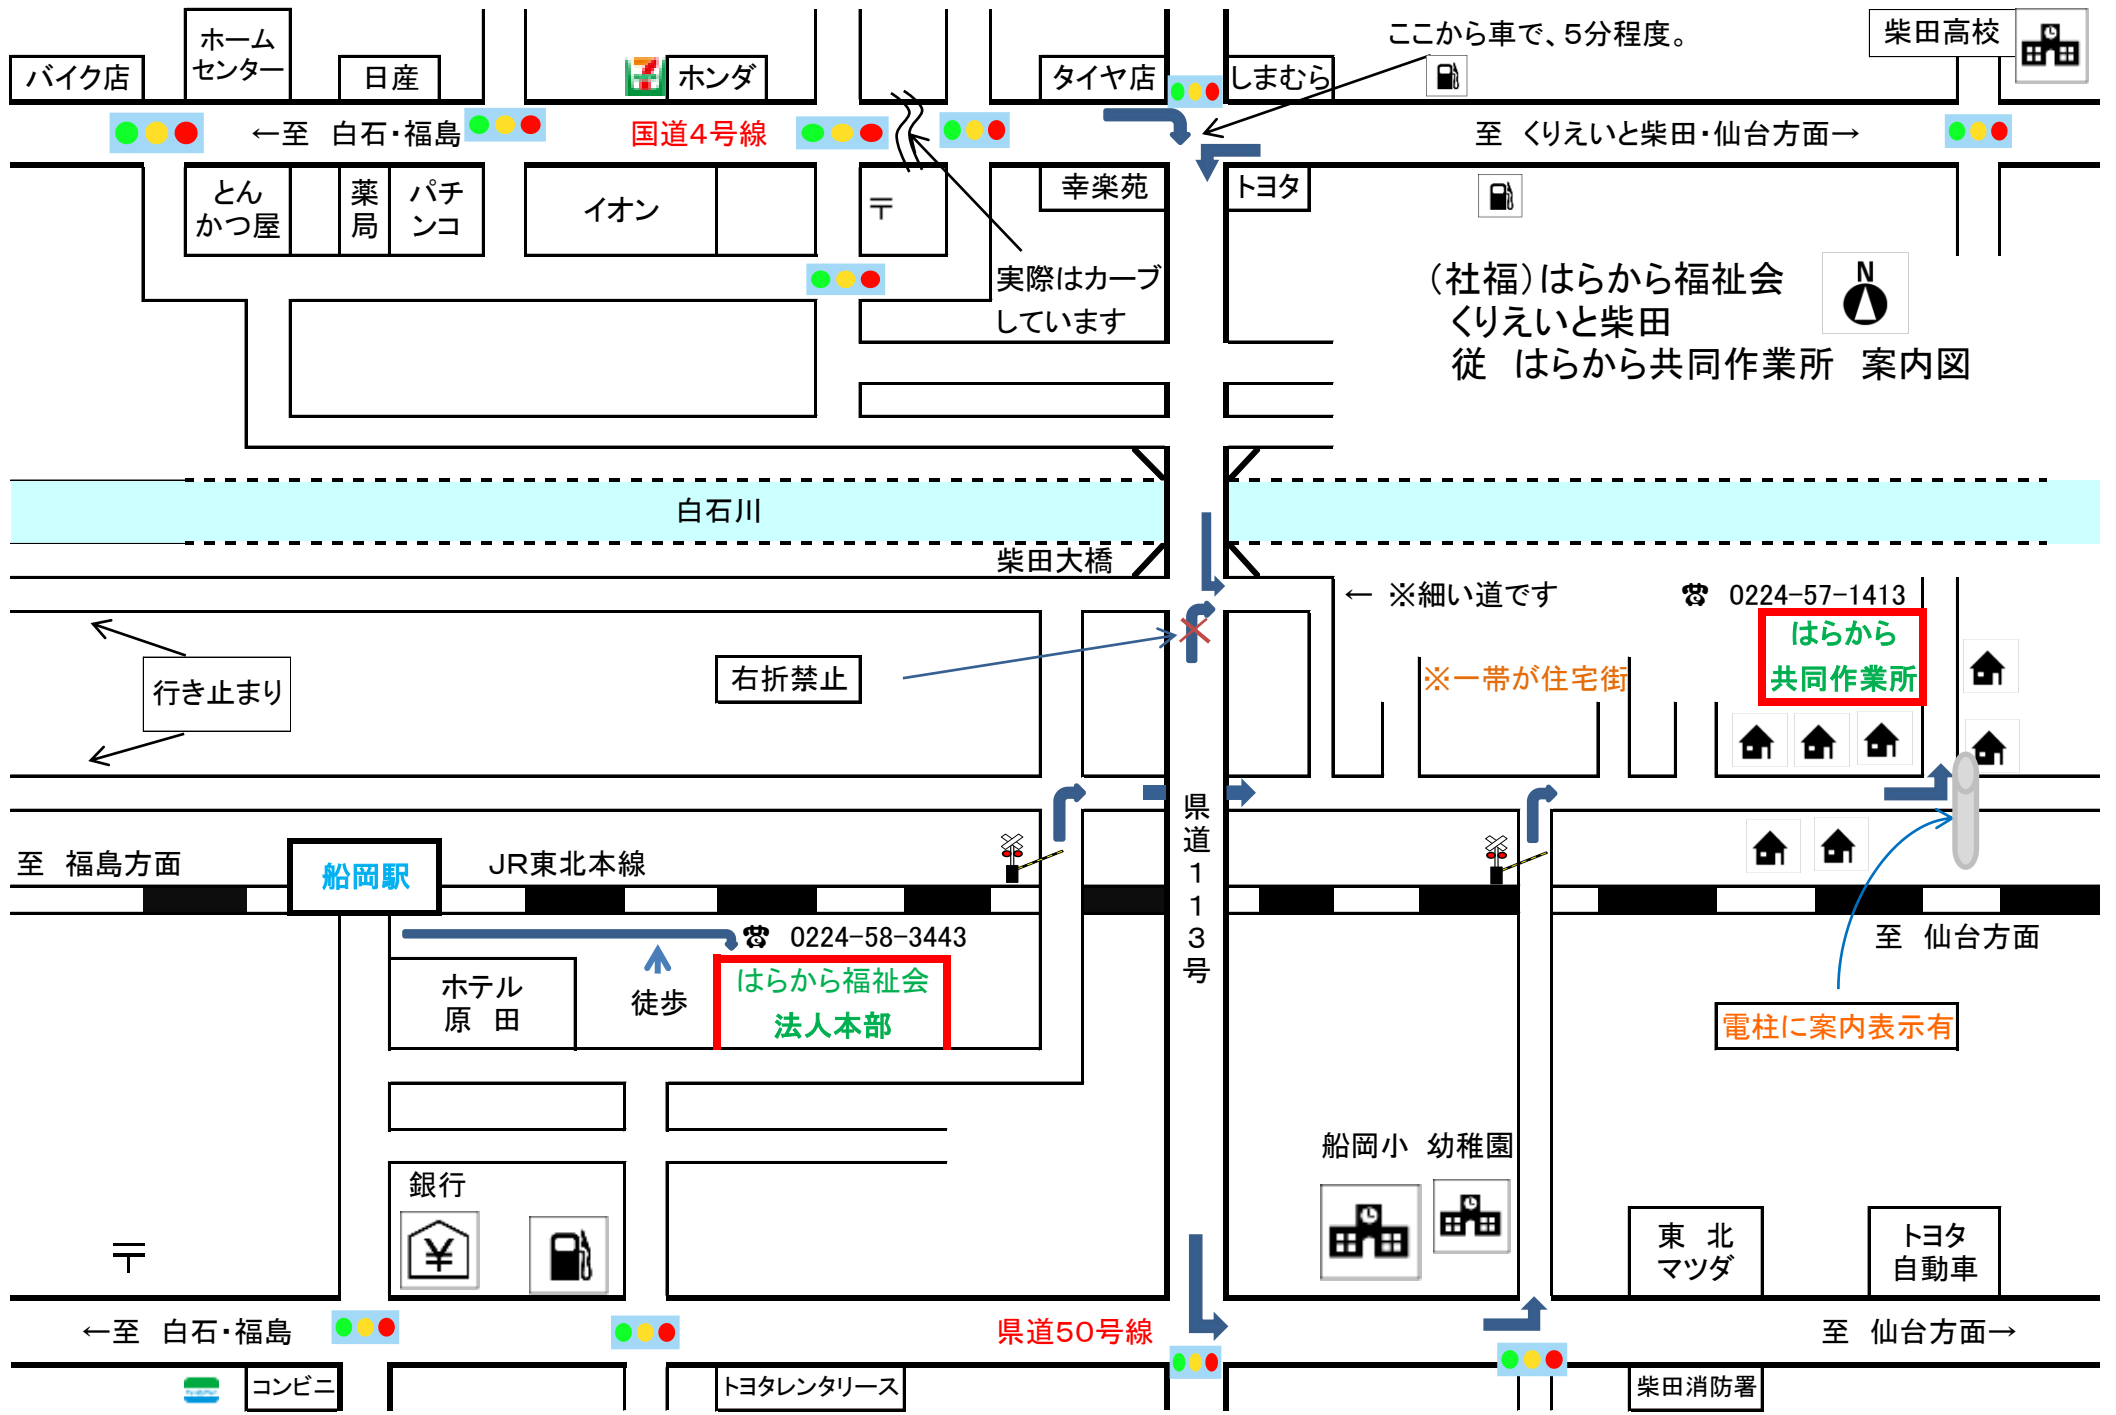 ここから車で、5分程度。
柴田高校
ホーム
センター
バイク店
日産
7
ホンダ
タイヤ店
しまむら
←至 白石・福島
国道4号線
至 くりえいと柴田・仙台方面→
とん
かつ屋
薬
局
パチ
ンコ
イオン
〒
幸楽苑
トヨタ
実際はカーブ
しています
(社福)はらから福祉会
くりえいと柴田
従 はらから共同作業所 案内図
N
白石川
柴田大橋
← ※細い道です
☎ 0224-57-1413
はらから
共同作業所
行き止まり
右折禁止
※一帯が住宅街
県
道
1
1
3
号
至 福島方面
船岡駅
JR東北本線
☎ 0224-58-3443
至 仙台方面
ホテル
原 田
徒歩
はらから福祉会
法人本部
電柱に案内表示有
船岡小 幼稚園
銀行
¥
〒
東 北
マツダ
トヨタ
自動車
←至 白石・福島
県道50号線
至 仙台方面→
コンビニ
トヨタレンタリース
柴田消防署